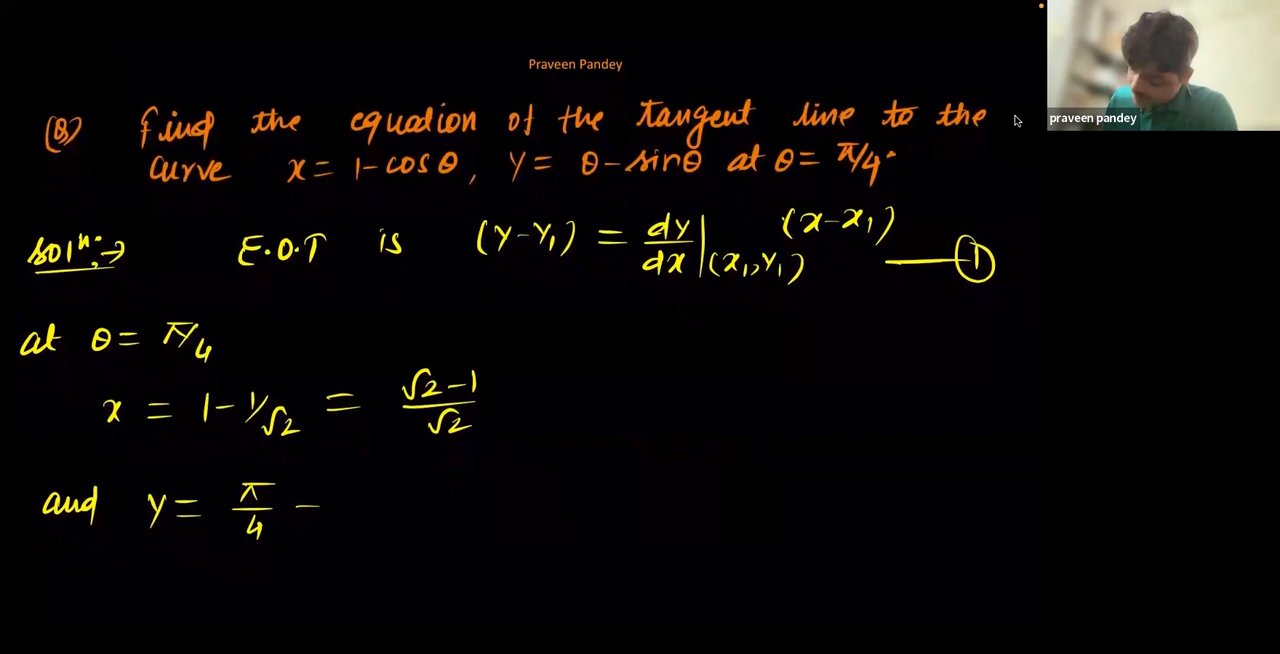 Praveen Pandey
praveen pandey
(Q) find the equation of the tangent line to the
curve x = 1 - cosθ, y = θ - sinθ at θ = π/4.
Solⁿ:→ E.O.T is (y-y₁) = dy/dx|(x₁,y₁) (x-x₁) —— ①
at θ = π/4
x = 1 - 1/√2 = (√2-1)/√2
and y = π/4 -